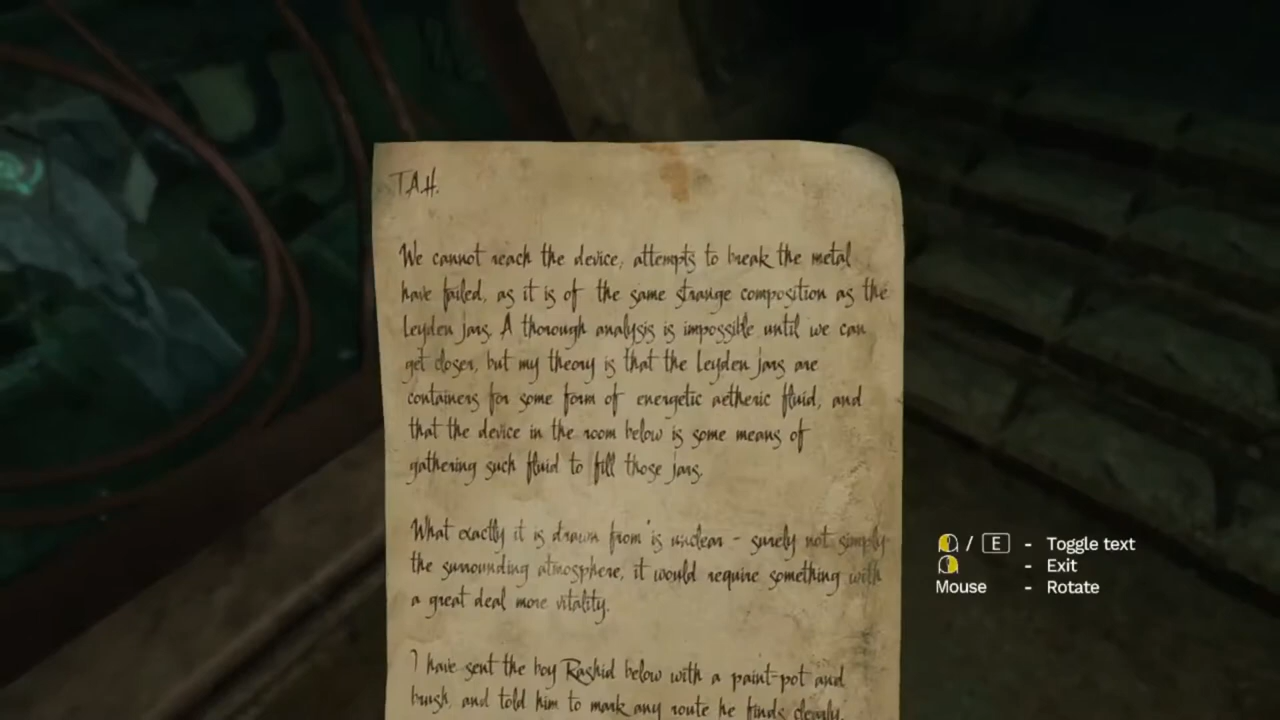 T.A.H.
We cannot reach the device; attempts to break the metal
have failed, as it is of the same strange composition as the
Leyden jars. A thorough analysis is impossible until we can
get closer, but my theory is that the Leyden jars are
containers for some form of energetic aetheric fluid, and
that the device in the room below is some means of
gathering such fluid to fill those jars.
What exactly it is drawn from is unclear - surely not simply
the surrounding atmosphere, it would require something with
a great deal more vitality.
I have sent the boy Rashid below with a paint-pot and
brush, and told him to mark any route he finds clearly.
/ E - Toggle text
- Exit
Mouse - Rotate